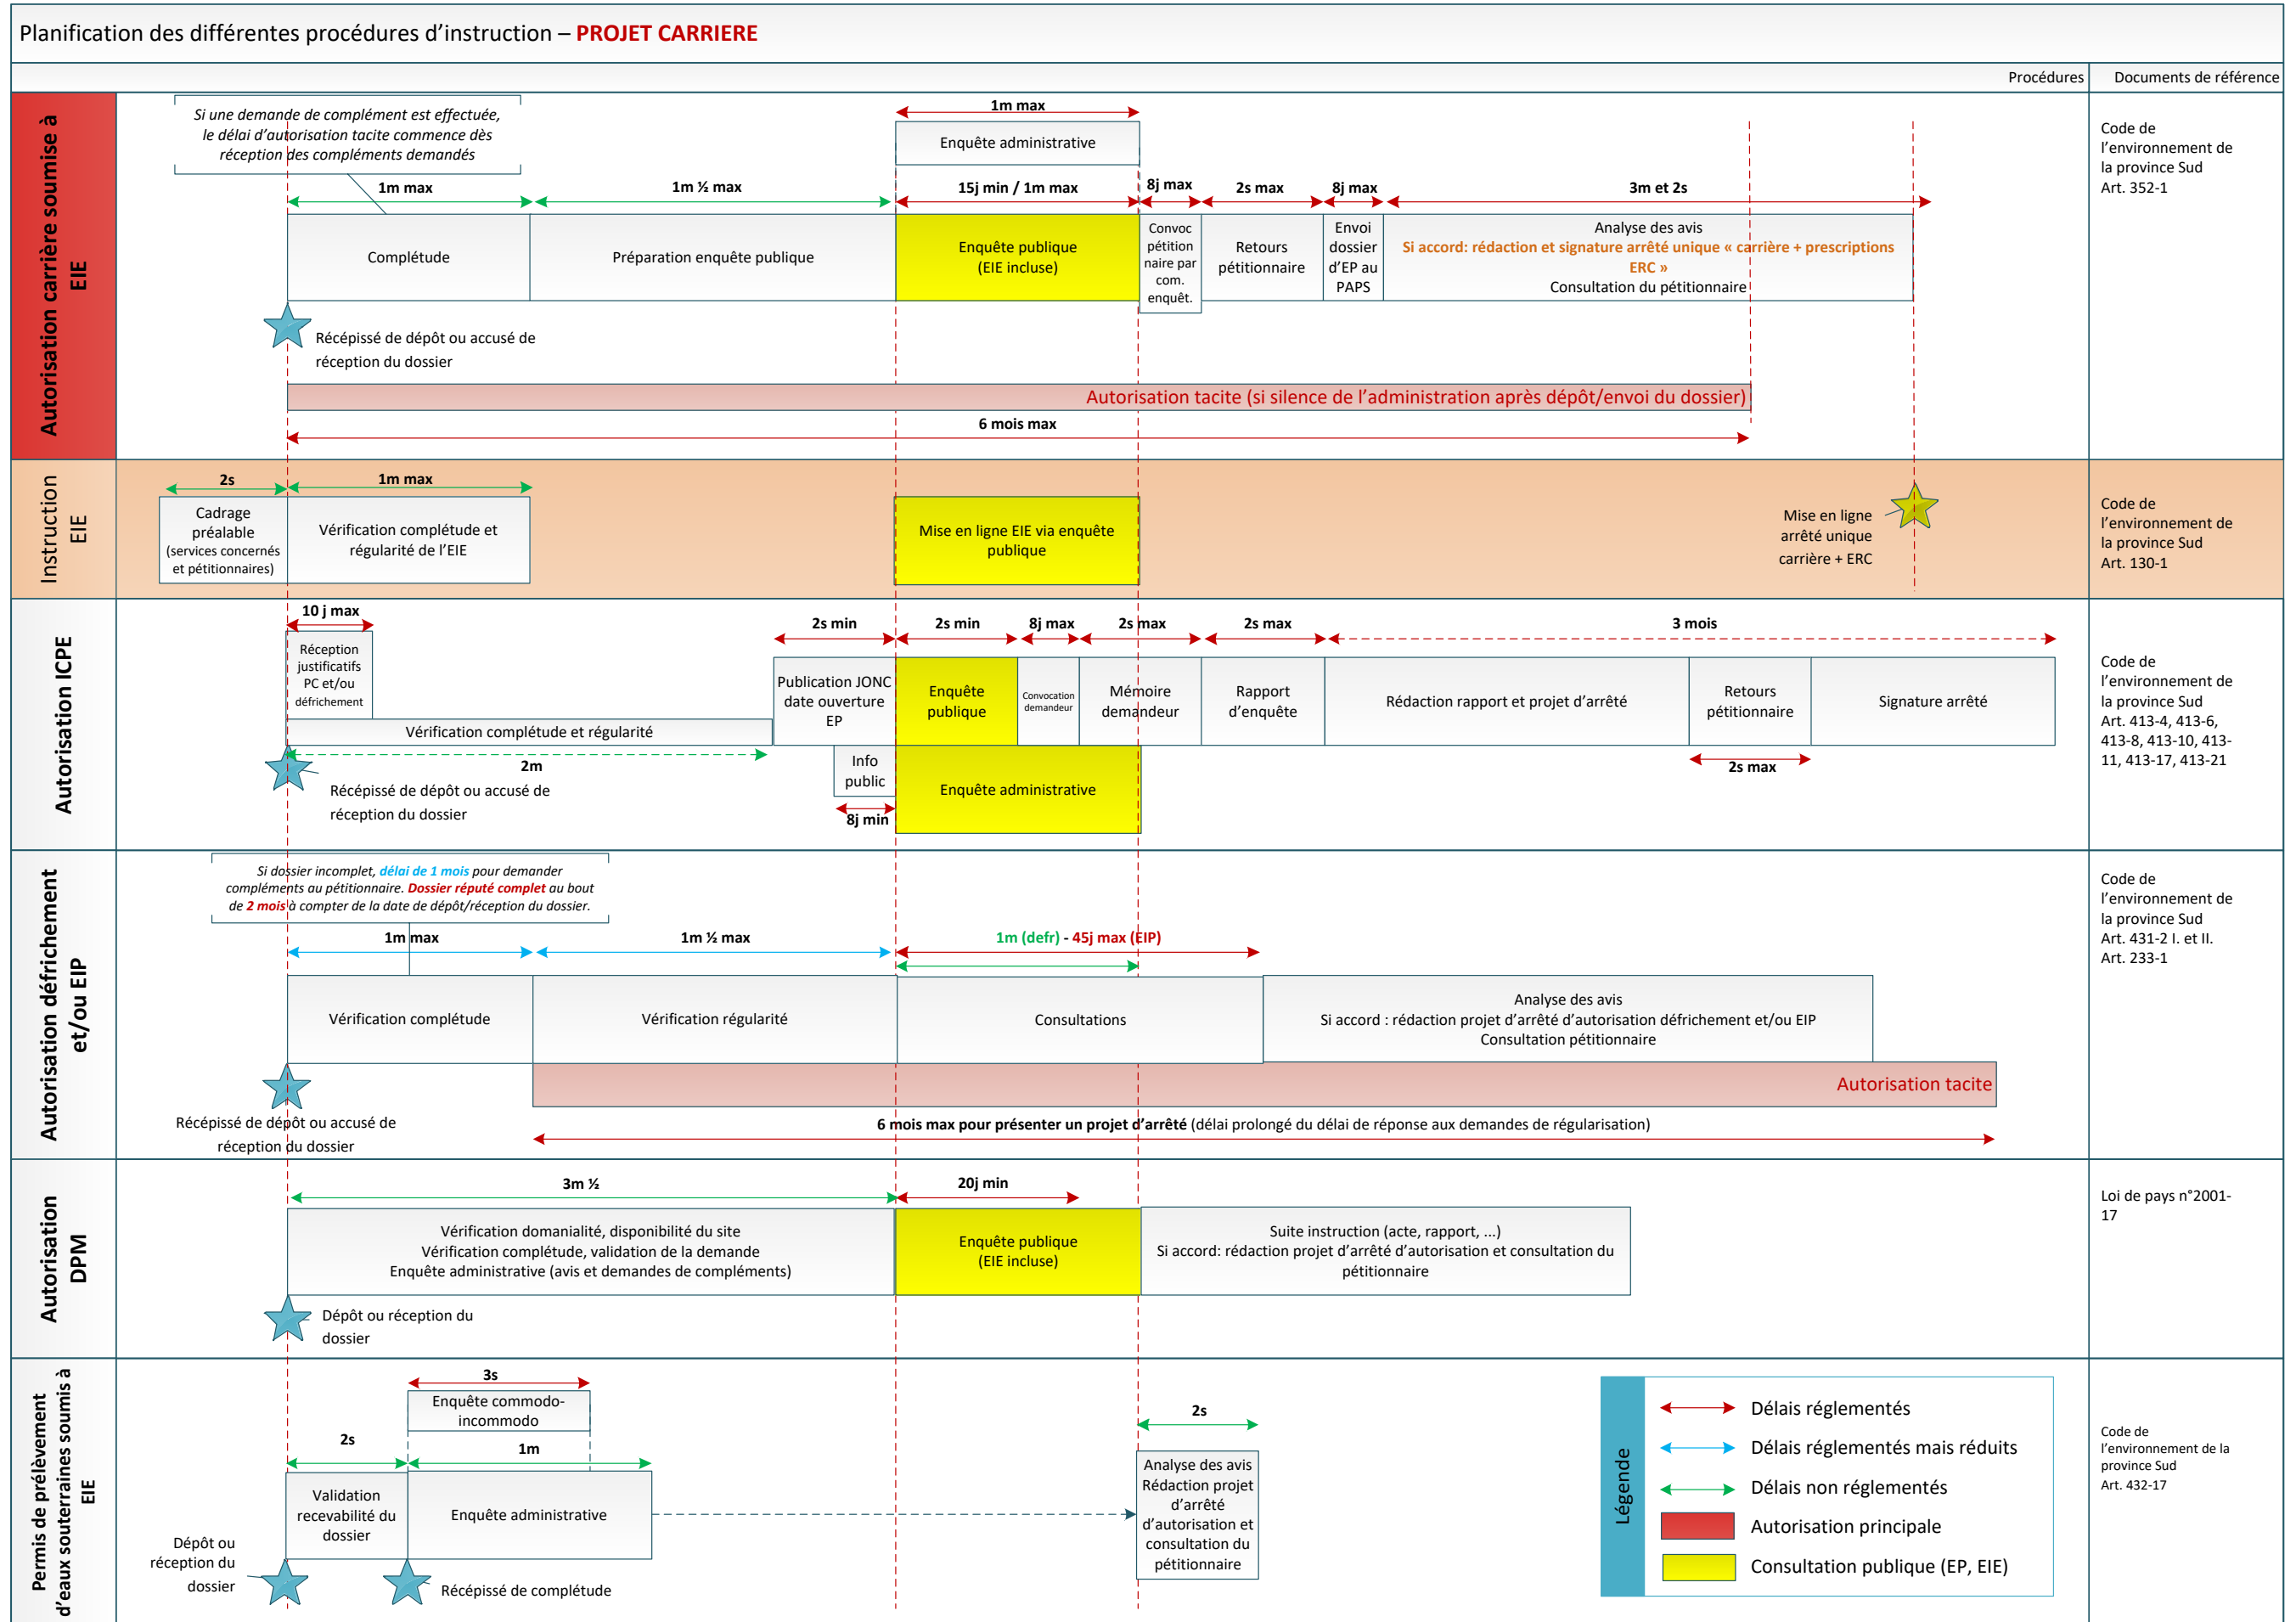 Planification des différentes procédures d’instruction – PROJET CARRIERE
Procédures
Documents de référence
Autorisation carrière soumise à
EIE
Si une demande de complément est effectuée,
le délai d’autorisation tacite commence dès
réception des compléments demandés
1m max
Enquête administrative
1m max
1m ½ max
15j min / 1m max
8j max
2s max
8j max
3m et 2s
Complétude
Préparation enquête publique
Enquête publique
(EIE incluse)
Convoc
pétition
naire par
com.
enquêt.
Retours
pétitionnaire
Envoi
dossier
d’EP au
PAPS
Analyse des avis
Si accord: rédaction et signature arrêté unique « carrière + prescriptions
ERC »
Consultation du pétitionnaire
Récépissé de dépôt ou accusé de
réception du dossier
Autorisation tacite (si silence de l’administration après dépôt/envoi du dossier)
6 mois max
Code de
l’environnement de
la province Sud
Art. 352-1
Instruction
EIE
2s
1m max
Cadrage
préalable
(services concernés
et pétitionnaires)
Vérification complétude et
régularité de l’EIE
Mise en ligne EIE via enquête
publique
Mise en ligne
arrêté unique
carrière + ERC
Code de
l’environnement de
la province Sud
Art. 130-1
Autorisation ICPE
10 j max
2s min
2s min
8j max
2s max
2s max
3 mois
Réception
justificatifs
PC et/ou
défrichement
Vérification complétude et régularité
2m
Publication JONC
date ouverture
EP
Enquête
publique
Convocation
demandeur
Mémoire
demandeur
Rapport
d’enquête
Rédaction rapport et projet d’arrêté
Retours
pétitionnaire
Signature arrêté
2s max
Info
public
8j min
Enquête administrative
Récépissé de dépôt ou accusé de
réception du dossier
Code de
l’environnement de
la province Sud
Art. 413-4, 413-6,
413-8, 413-10, 413-
11, 413-17, 413-21
Autorisation défrichement
et/ou EIP
Si dossier incomplet, délai de 1 mois pour demander
compléments au pétitionnaire. Dossier réputé complet au bout
de 2 mois à compter de la date de dépôt/réception du dossier.
1m max
1m ½ max
1m (defr) - 45j max (EIP)
Vérification complétude
Vérification régularité
Consultations
Analyse des avis
Si accord : rédaction projet d’arrêté d’autorisation défrichement et/ou EIP
Consultation pétitionnaire
Autorisation tacite
Récépissé de dépôt ou accusé de
réception du dossier
6 mois max pour présenter un projet d’arrêté (délai prolongé du délai de réponse aux demandes de régularisation)
Code de
l’environnement de
la province Sud
Art. 431-2 I. et II.
Art. 233-1
Autorisation
DPM
3m ½
20j min
Vérification domanialité, disponibilité du site
Vérification complétude, validation de la demande
Enquête administrative (avis et demandes de compléments)
Enquête publique
(EIE incluse)
Suite instruction (acte, rapport, ...)
Si accord: rédaction projet d’arrêté d’autorisation et consultation du
pétitionnaire
Dépôt ou réception du
dossier
Loi de pays n°2001-
17
Permis de prélèvement
d’eaux souterraines soumis à
EIE
3s
Enquête commodo-
incommodo
2s
1m
Validation
recevabilité du
dossier
Enquête administrative
Dépôt ou
réception du
dossier
Récépissé de complétude
2s
Analyse des avis
Rédaction projet
d’arrêté
d’autorisation et
consultation du
pétitionnaire
Légende
Délais réglementés
Délais réglementés mais réduits
Délais non réglementés
Autorisation principale
Consultation publique (EP, EIE)
Code de
l’environnement de la
province Sud
Art. 432-17